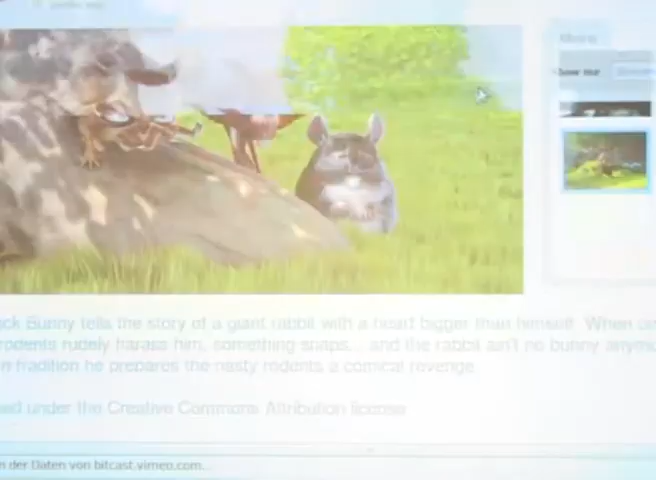 ck Bunny tells the story of a giant rabbit with a heart bigger than himself. When
rodents rudely harass him, something snaps... and the rabbit ain't no bunny anymo
n tradition he prepares the nasty rodents a comical revenge.
sed under the Creative Commons Attribution license
n der Daten von bitcast.vimeo.com...